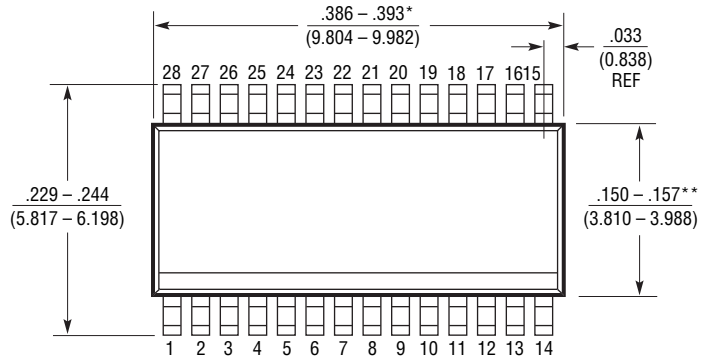 .386 – .393*
(9.804 – 9.982)
.033
(0.838)
REF
28 27 26 25 24 23 22 21 20 19 18 17 16 15
.229 – .244
(5.817 – 6.198)
.150 – .157**
(3.810 – 3.988)
1 2 3 4 5 6 7 8 9 10 11 12 13 14